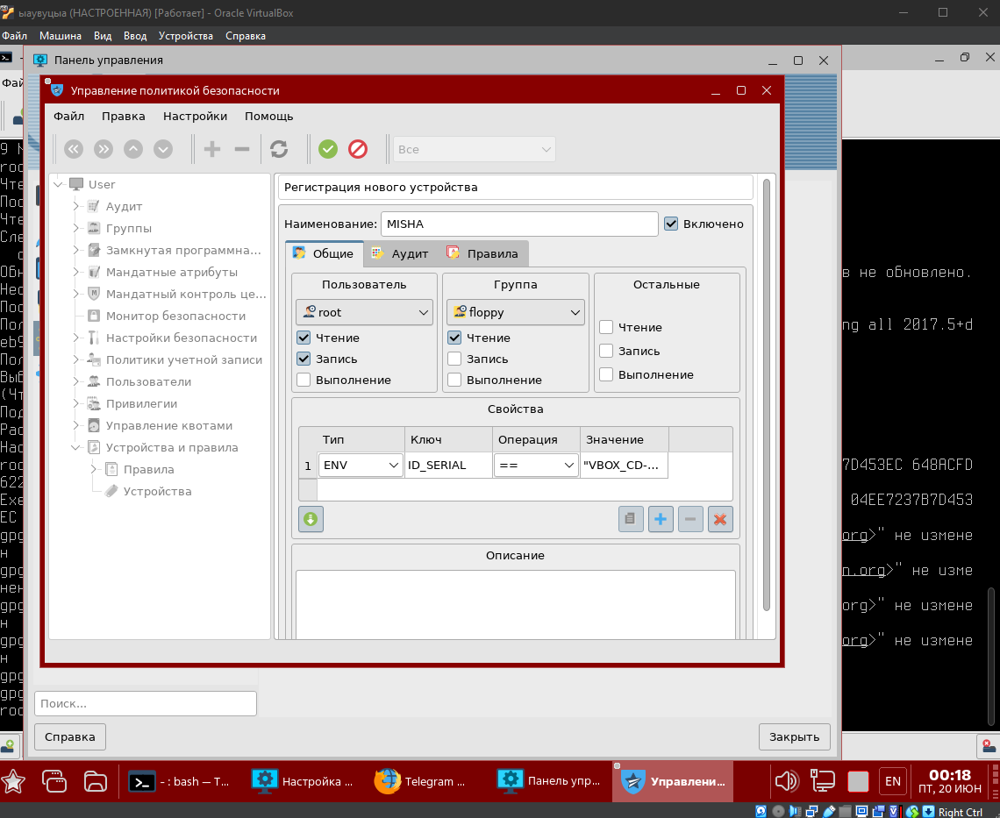 ыаувуцыа (НАСТРОЕННАЯ) [Работает] - Oracle VirtualBox
Файл Машина Вид Ввод Устройства Справка
Панель управления
Управление политикой безопасности
Файл Правка Настройки Помощь
Все
User
Аудит
Группы
Замкнутая программна...
Мандатные атрибуты
Мандатный контроль це...
Монитор безопасности
Настройки безопасности
Политики учетной записи
Пользователи
Привилегии
Управление квотами
Устройства и правила
Правила
Устройства
Регистрация нового устройства
Наименование: MISHA Включено
Общие Аудит Правила
Пользователь Группа Остальные
root floppy
Чтение Чтение Чтение
Запись Запись Запись
Выполнение Выполнение Выполнение
Свойства
Тип Ключ Операция Значение
1 ENV ID_SERIAL == "VBOX_CD-...
Описание
в не обновлено.
ng all 2017.5+d
7D453EC 648ACFD
04EE7237B7D453
org>" не измене
n.org>" не изме
org>" не измене
org>" не измене
Поиск...
Справка Закрыть
- : bash — T... Настройка ... Telegram ... Панель упр... Управлени... EN 00:18
ПТ, 20 ИЮН
Right Ctrl